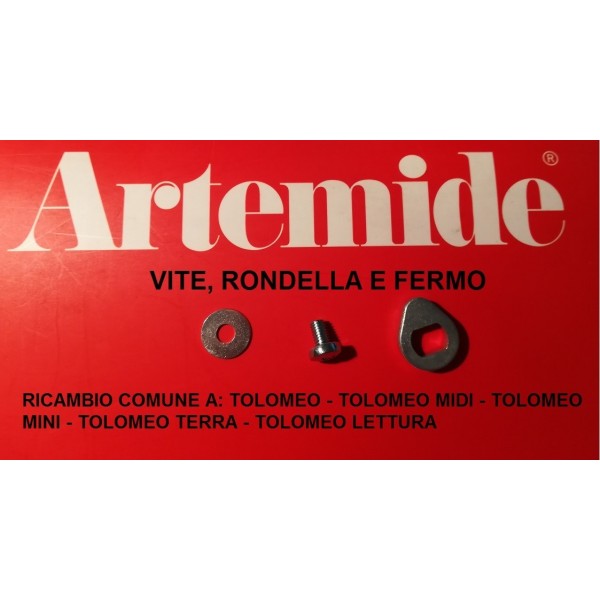 Artemide®
VITE, RONDELLA E FERMO
RICAMBIO COMUNE A: TOLOMEO - TOLOMEO MIDI - TOLOMEO
MINI - TOLOMEO TERRA - TOLOMEO LETTURA